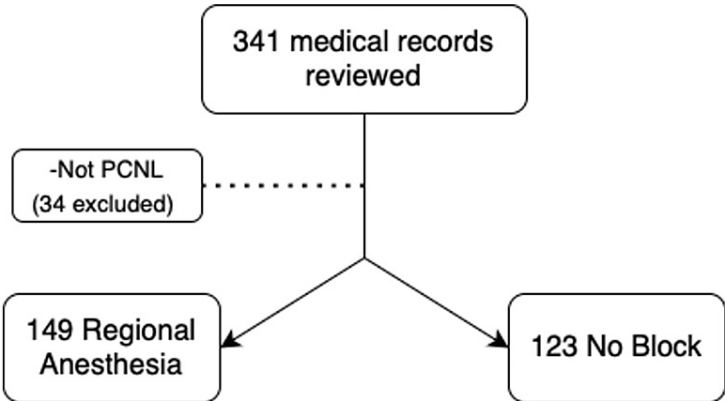 341 medical records
reviewed
-Not PCNL
(34 excluded)
149 Regional
Anesthesia
123 No Block